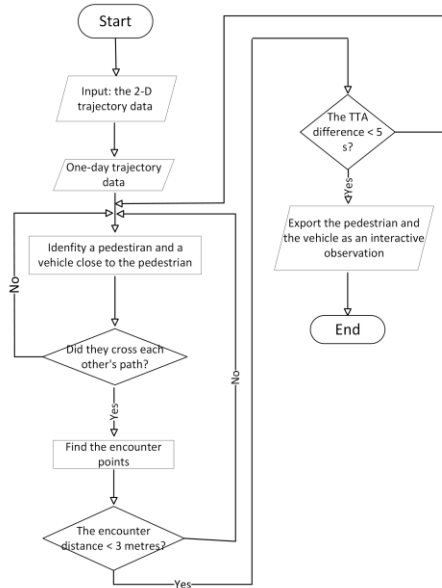 Start
Input: the 2-D
trajectory data
One-day trajectory
data
Idenfity a pedestiran and a
vehicle close to the pedestrian
No
Did they cross each
other's path?
Yes
Find the encounter
points
No
The encounter
distance < 3 metres?
Yes
The TTA
difference < 5
s?
Yes
Export the pedestrian and
the vehicle as an interactive
observation
End